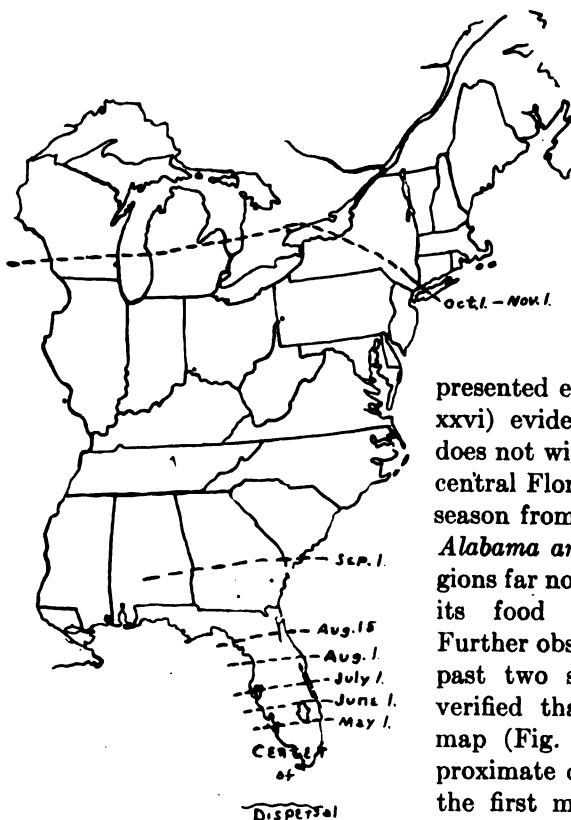 Oct.1. – Nov. 1.
presented e
xxvi) evide
does not wi
central Flor
season from
Alabama ar
gions far no
its food
Further obs
past two s
verified tha
map (Fig.
proximate d
the first m
Sep. 1.
Aug. 15
Aug. 1.
July 1.
June 1.
May 1.
CENTER
of
DISPERSAL